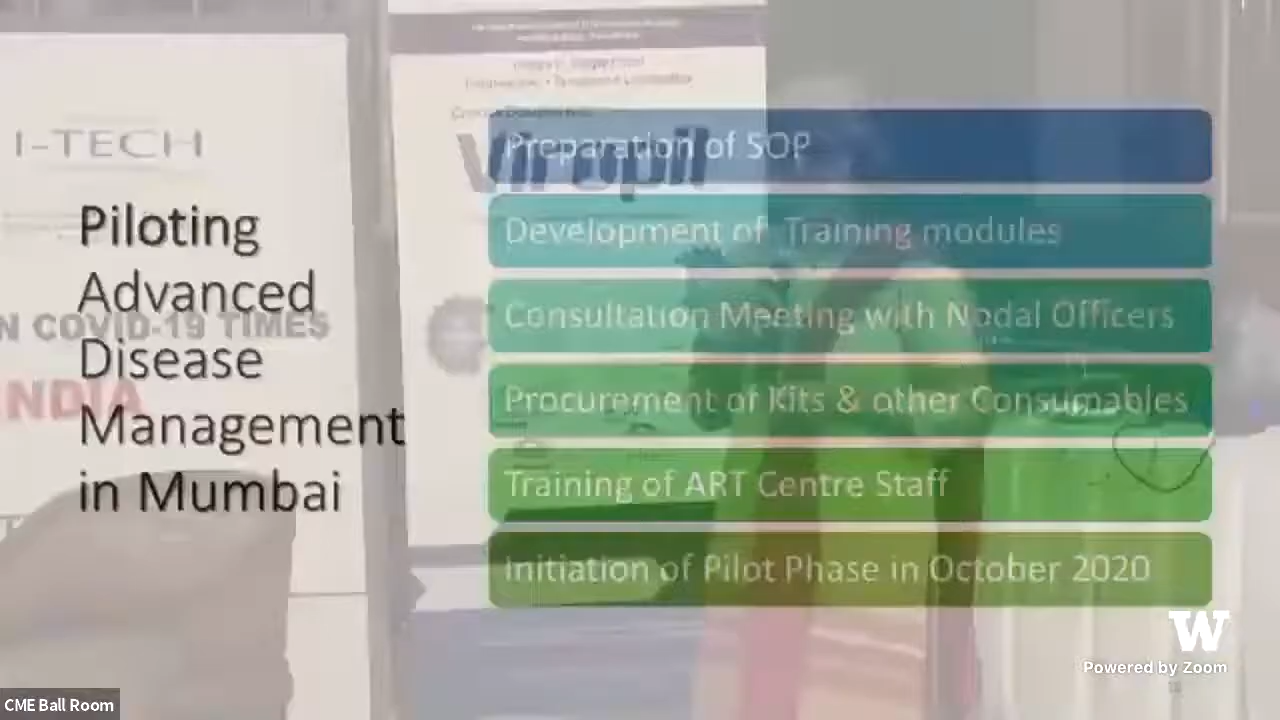 I-TECH
Viropil
Piloting
Advanced
N COVID-19 TIMES
Disease
NDIA
Management
in Mumbai
Preparation of SOP
Development of Training modules
Consultation Meeting with Nodal Officers
Procurement of Kits & other Consumables
Training of ART Centre Staff
Initiation of Pilot Phase in October 2020
W
Powered by Zoom
CME Ball Room